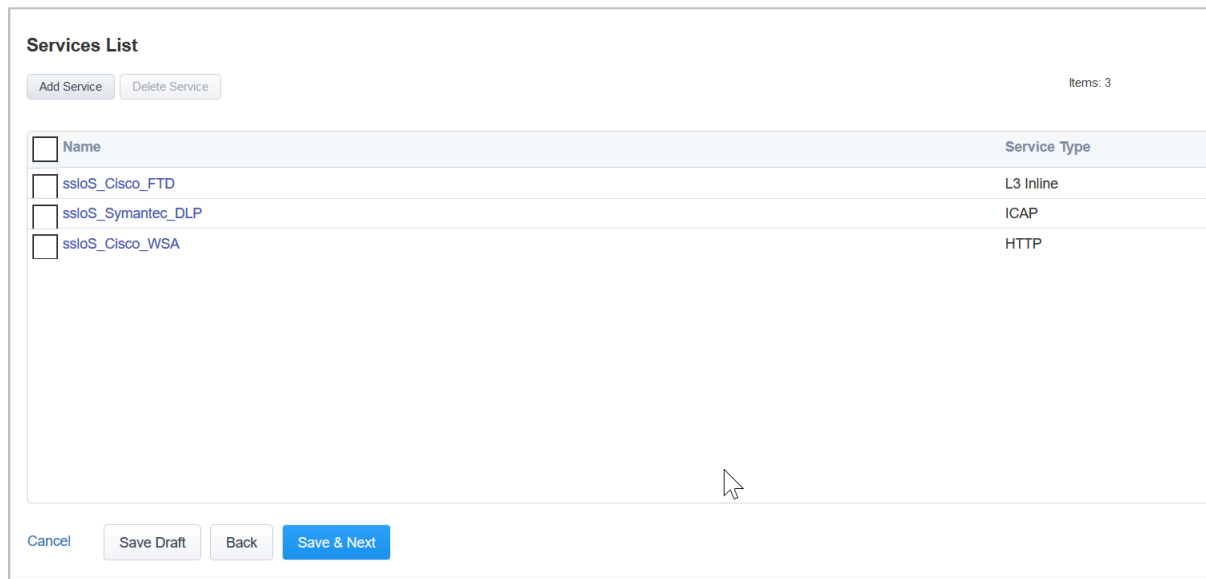 Services List
Add Service Delete Service Items: 3
Name Service Type
ssloS_Cisco_FTD L3 Inline
ssloS_Symantec_DLP ICAP
ssloS_Cisco_WSA HTTP
Cancel Save Draft Back Save & Next